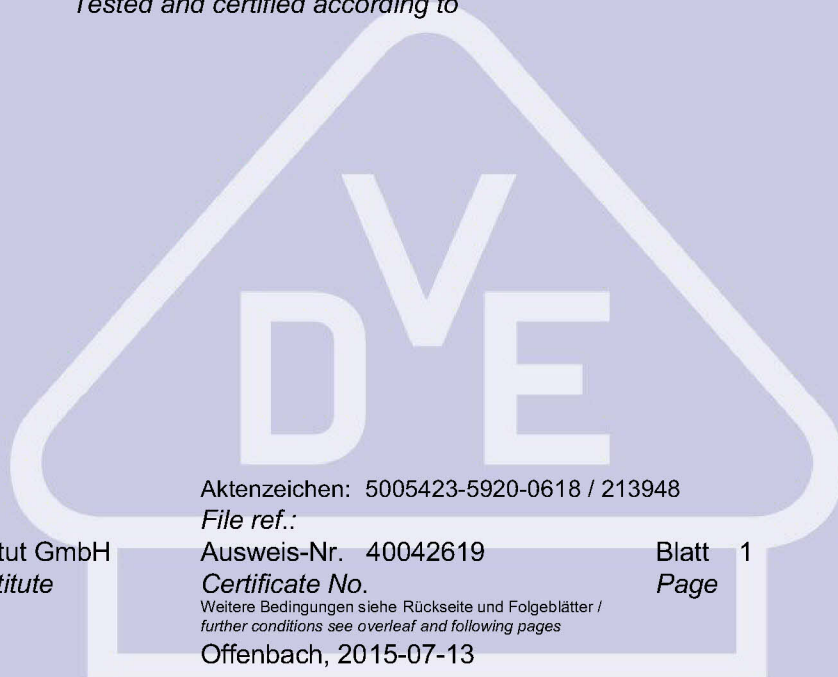 Tested and certified according to
VDE
Aktenzeichen: 5005423-5920-0618 / 213948
File ref.:
tut GmbH Ausweis-Nr. 40042619 Blatt 1
titute Certificate No. Page
Weitere Bedingungen siehe Rückseite und Folgeblätter /
further conditions see overleaf and following pages
Offenbach, 2015-07-13